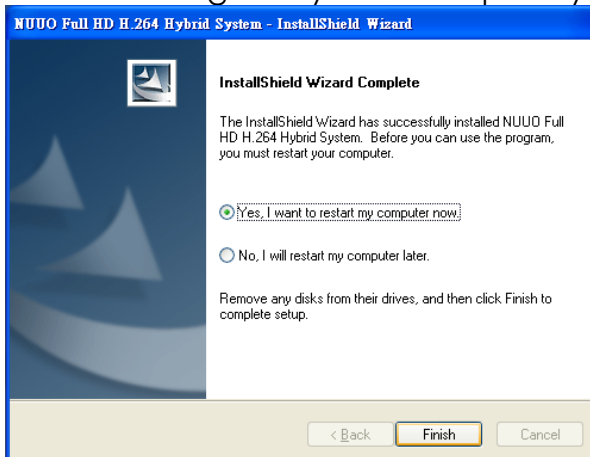 NUUO Full HD H.264 Hybrid System - InstallShield Wizard
InstallShield Wizard Complete
The InstallShield Wizard has successfully installed NUUO Full
HD H.264 Hybrid System. Before you can use the program,
you must restart your computer.
Yes, I want to restart my computer now.
No, I will restart my computer later.
Remove any disks from their drives, and then click Finish to
complete setup.
< Back Finish Cancel